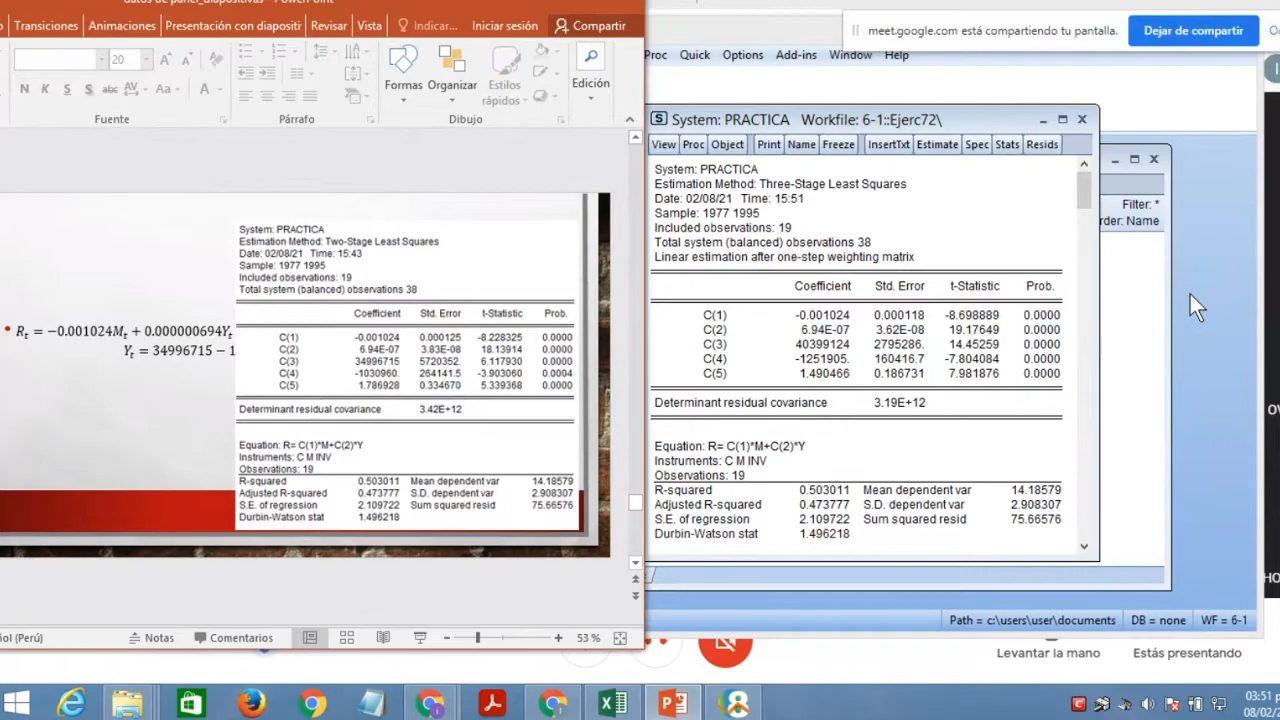 datos de panel_diapositivas - PowerPoint
Transiciones Animaciones Presentación con diapositi Revisar Vista Indicar... Iniciar sesión Compartir
20
N K S S abc AV Aa A
Formas Organizar Estilos rápidos Edición
Fuente Párrafo Dibujo
System: PRACTICA
Estimation Method: Two-Stage Least Squares
Date: 02/08/21 Time: 15:43
Sample: 1977 1995
Included observations: 19
Total system (balanced) observations 38
Coefficient Std. Error t-Statistic Prob.
C(1) -0.001024 0.000125 -8.228325 0.0000
C(2) 6.94E-07 3.83E-08 18.13914 0.0000
C(3) 34996715 5720352. 6.117930 0.0000
C(4) -1030960. 264141.5 -3.903060 0.0004
C(5) 1.786928 0.334670 5.339368 0.0000
Determinant residual covariance 3.42E+12
Equation: R= C(1)*M+C(2)*Y
Instruments: C M INV
Observations: 19
R-squared 0.503011 Mean dependent var 14.18579
Adjusted R-squared 0.473777 S.D. dependent var 2.908307
S.E. of regression 2.109722 Sum squared resid 75.66576
Durbin-Watson stat 1.496218
• Rt = −0.001024Mt + 0.000000694Yt
Yt = 34996715 − 1
ol (Perú) Notas Comentarios 53 %
meet.google.com está compartiendo tu pantalla. Dejar de compartir
Proc Quick Options Add-ins Window Help
System: PRACTICA Workfile: 6-1::Ejerc72\
View Proc Object Print Name Freeze InsertTxt Estimate Spec Stats Resids
System: PRACTICA
Estimation Method: Three-Stage Least Squares
Date: 02/08/21 Time: 15:51
Sample: 1977 1995
Included observations: 19
Total system (balanced) observations 38
Linear estimation after one-step weighting matrix
Coefficient Std. Error t-Statistic Prob.
C(1) -0.001024 0.000118 -8.698889 0.0000
C(2) 6.94E-07 3.62E-08 19.17649 0.0000
C(3) 40399124 2795286. 14.45259 0.0000
C(4) -1251905. 160416.7 -7.804084 0.0000
C(5) 1.490466 0.186731 7.981876 0.0000
Determinant residual covariance 3.19E+12
Equation: R= C(1)*M+C(2)*Y
Instruments: C M INV
Observations: 19
R-squared 0.503011 Mean dependent var 14.18579
Adjusted R-squared 0.473777 S.D. dependent var 2.908307
S.E. of regression 2.109722 Sum squared resid 75.66576
Durbin-Watson stat 1.496218
Filter: *
rder: Name
Path = c:\users\user\documents DB = none WF = 6-1
Levantar la mano Estás presentando
03:51 p
08/02/2